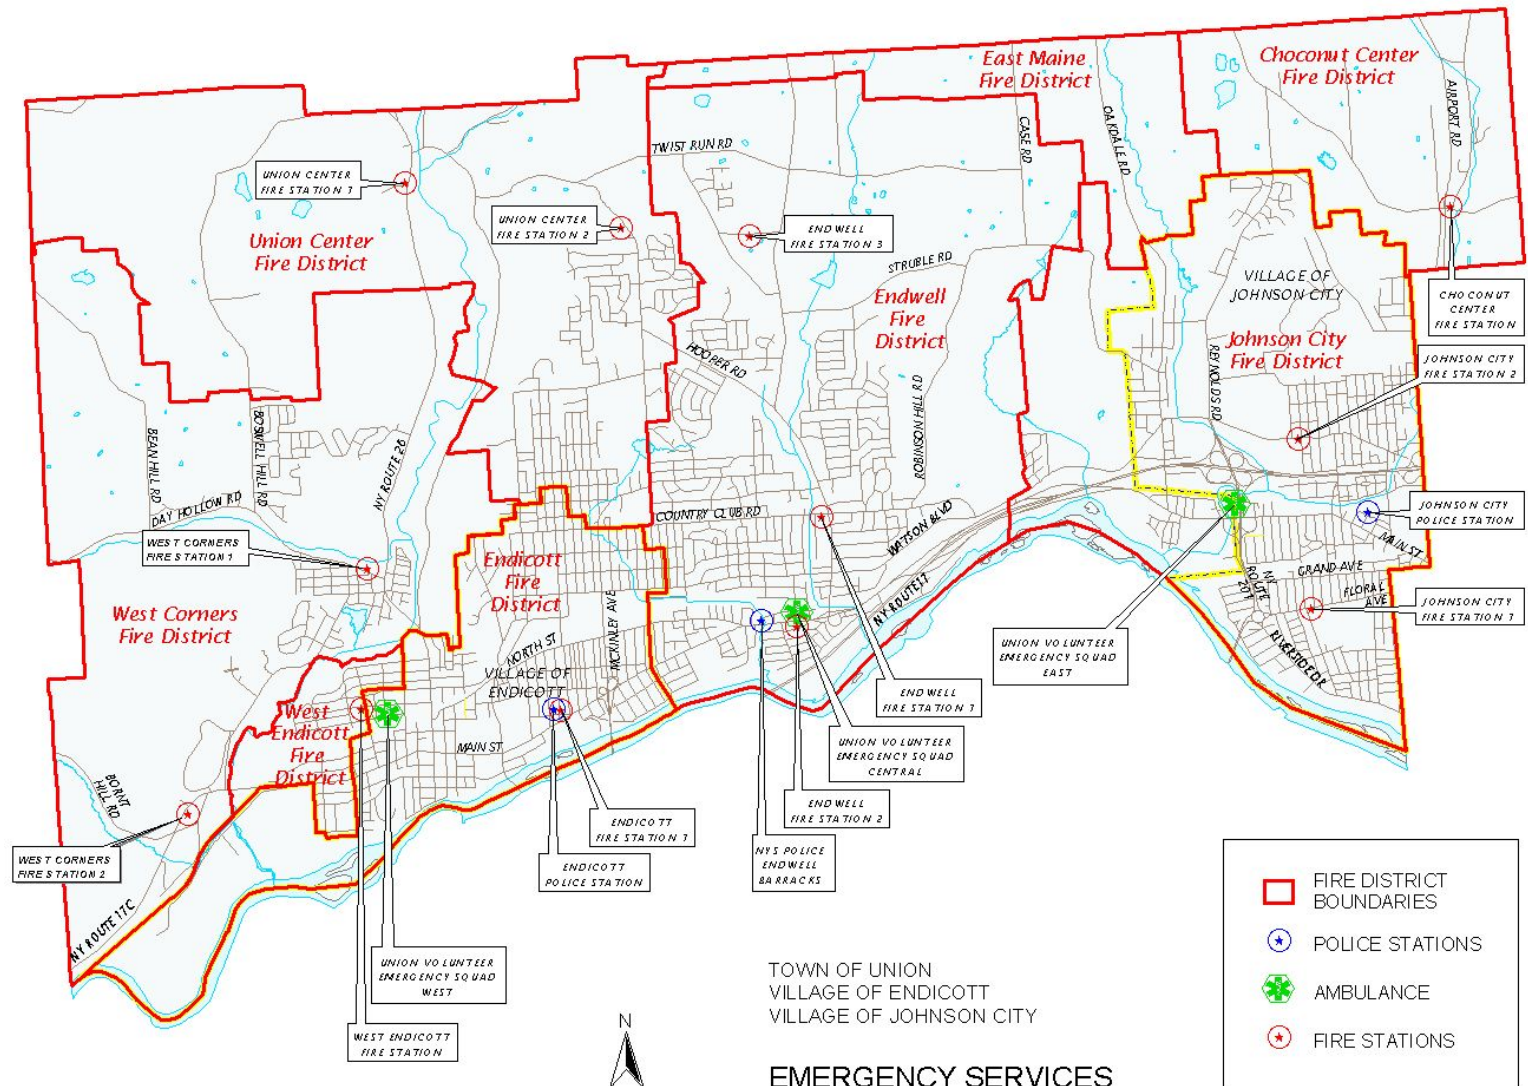 East Maine
Fire District
Choconut Center
Fire District
AIRPORT RD
OAKDALE RD
CASE RD
TWIST RUN RD
UNION CENTER
FIRE STATION 1
UNION CENTER
FIRE STATION 2
ENDWELL
FIRE STATION 3
Union Center
Fire District
STRUBLE RD
VILLAGE OF
JOHNSON CITY
CHOCONUT
CENTER
FIRE STATION
Endwell
Fire
District
Johnson City
Fire District
REYNOLDS RD
JOHNSON CITY
FIRE STATION 2
HOOPER RD
ROBINSON HILL RD
BEAN HILL RD
BOSWELL HILL RD
NY ROUTE 26
DAY HOLLOW RD
COUNTRY CLUB RD
WATSON BLVD
JOHNSON CITY
POLICE STATION
MAIN ST
WEST CORNERS
FIRE STATION 1
Endicott
Fire
District
GRAND AVE
NY
ROUTE
201
FLORAL
AVE
JOHNSON CITY
FIRE STATION 1
West Corners
Fire District
MCKINLEY AVE
NY ROUTE 17
NORTH ST
VILLAGE OF
ENDICOTT
RIVERSIDE DR
UNION VOLUNTEER
EMERGENCY SQUAD
EAST
ENDWELL
FIRE STATION 1
West
Endicott
Fire
District
MAIN ST
UNION VOLUNTEER
EMERGENCY SQUAD
CENTRAL
BORNT
HILL RD
ENDWELL
FIRE STATION 2
ENDICOTT
FIRE STATION 1
WEST CORNERS
FIRE STATION 2
ENDICOTT
POLICE STATION
NYS POLICE
ENDWELL
BARRACKS
NY ROUTE 17C
UNION VOLUNTEER
EMERGENCY SQUAD
WEST
WEST ENDICOTT
FIRE STATION
N
TOWN OF UNION
VILLAGE OF ENDICOTT
VILLAGE OF JOHNSON CITY
EMERGENCY SERVICES
FIRE DISTRICT
BOUNDARIES
POLICE STATIONS
AMBULANCE
FIRE STATIONS